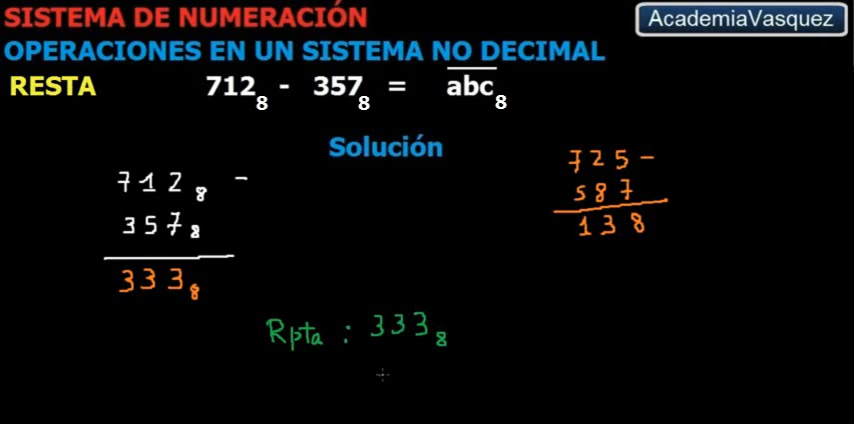 SISTEMA DE NUMERACIÓN
AcademiaVasquez
OPERACIONES EN UN SISTEMA NO DECIMAL
RESTA 712₈ - 357₈ = a̅b̅c̅₈
Solución
712₈ -
357₈
333₈
725 -
587
138
Rpta : 333₈